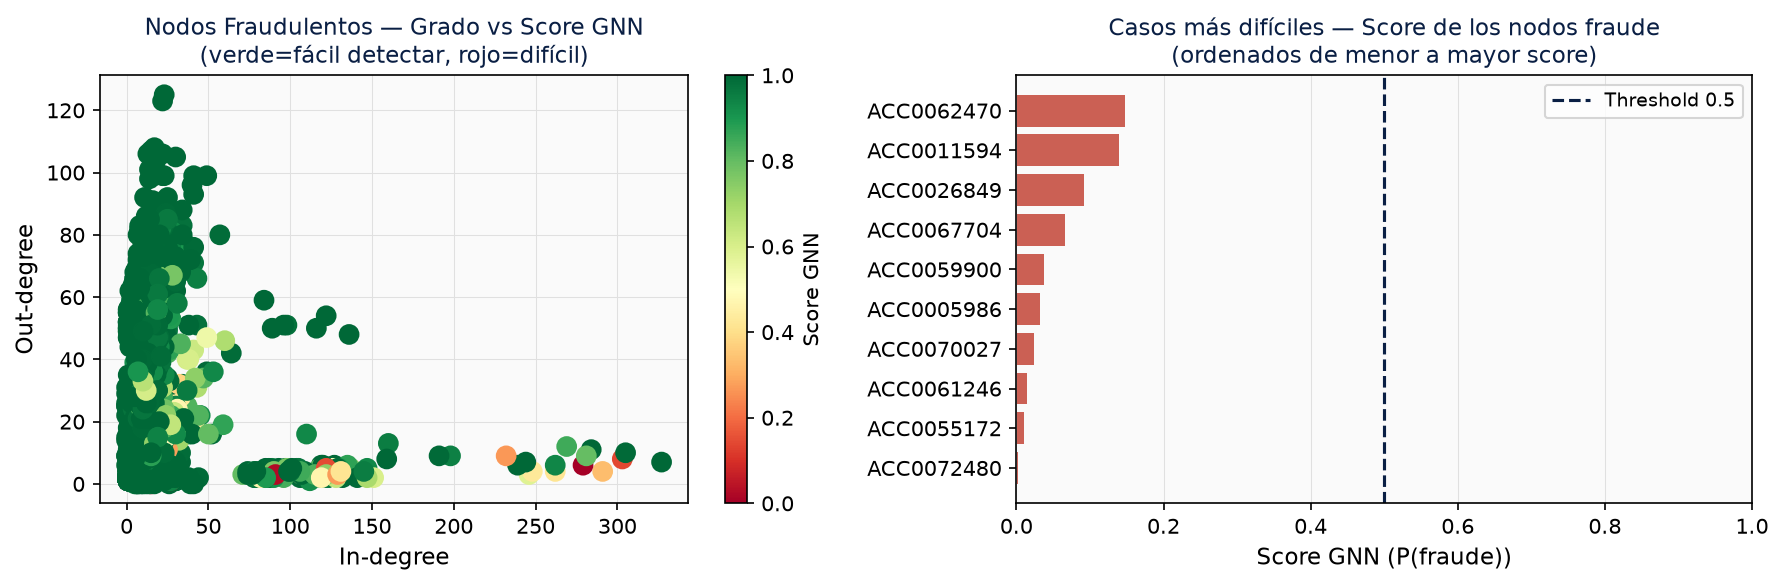 Nodos Fraudulentos — Grado vs Score GNN
(verde=fácil detectar, rojo=difícil)
120
100
80
60
40
20
0
Out-degree
0
50
100
150
200
250
300
In-degree
1.0
0.8
0.6
0.4
0.2
0.0
Score GNN
Casos más difíciles — Score de los nodos fraude
(ordenados de menor a mayor score)
Threshold 0.5
ACC0062470
ACC0011594
ACC0026849
ACC0067704
ACC0059900
ACC0005986
ACC0070027
ACC0061246
ACC0055172
ACC0072480
0.0
0.2
0.4
0.6
0.8
1.0
Score GNN (P(fraude))